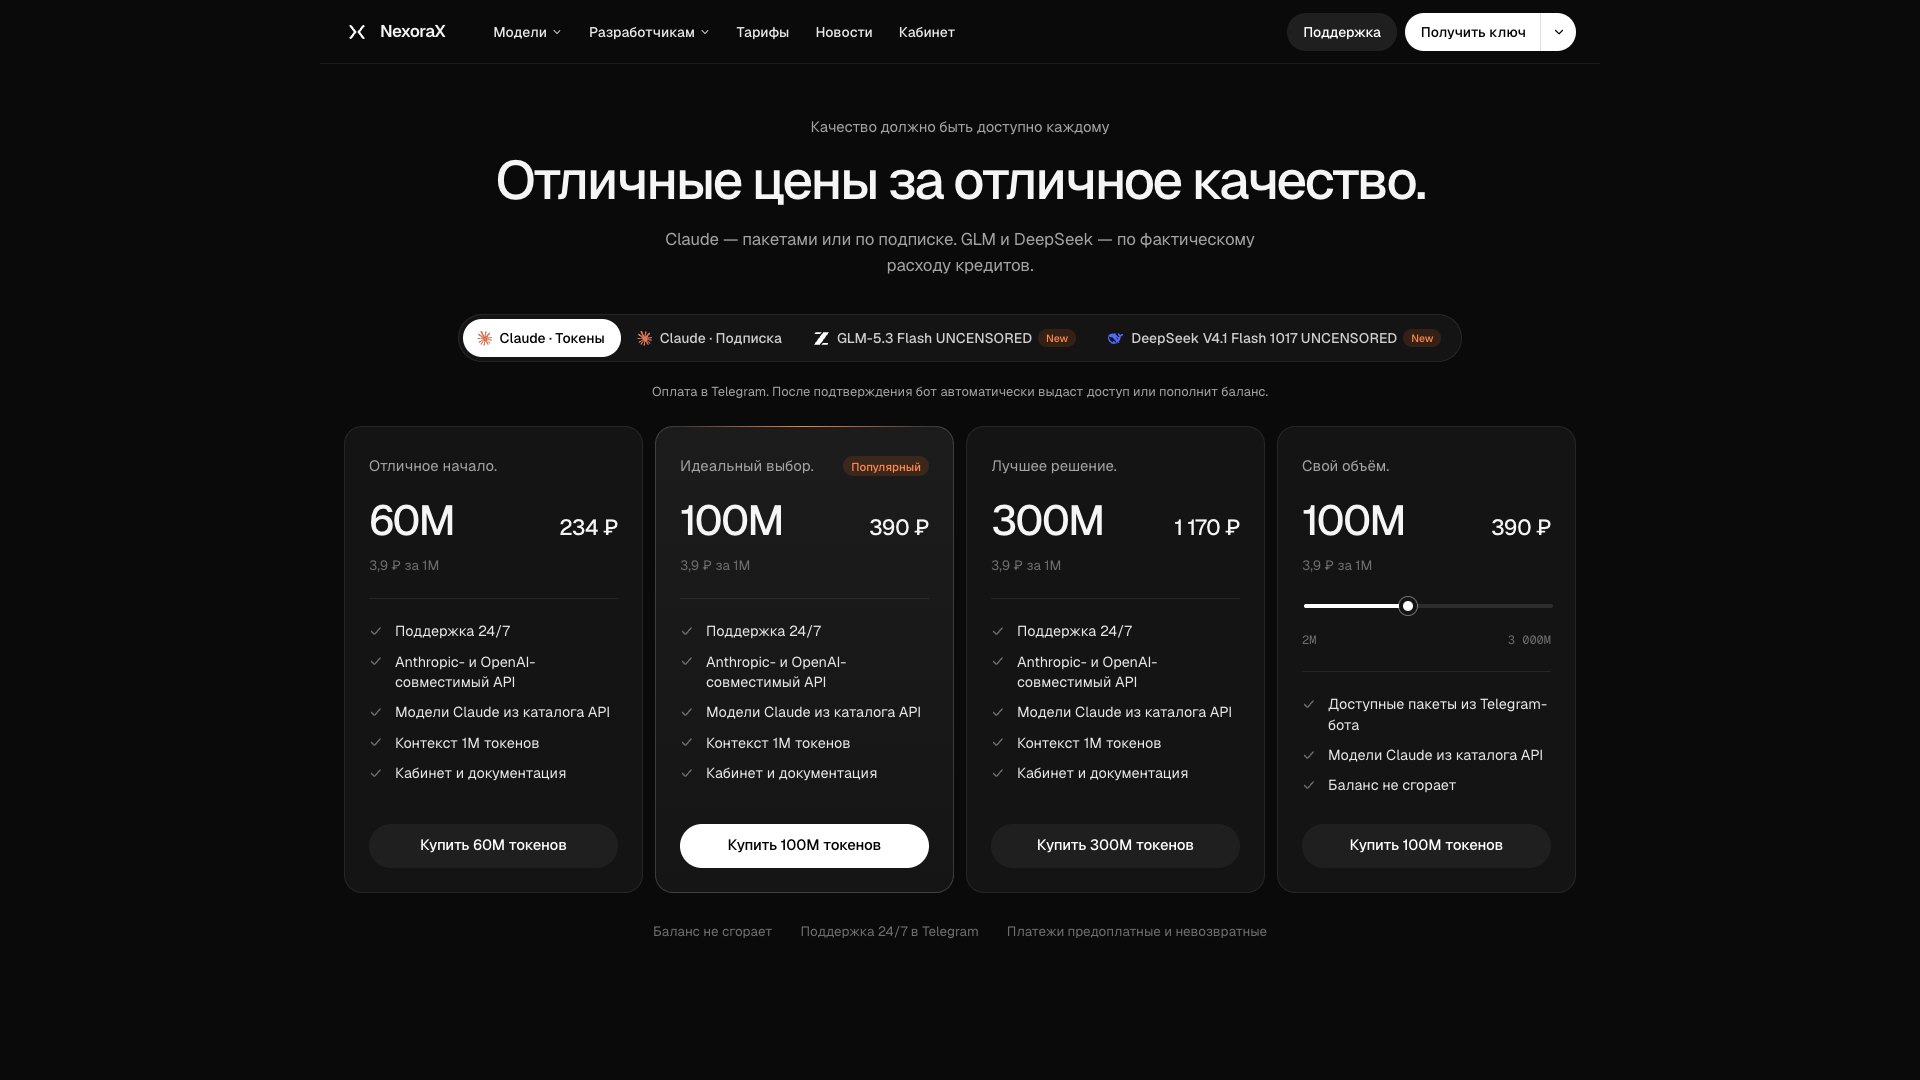 NexoraX
Модели
Разработчикам
Тарифы
Новости
Кабинет
Поддержка
Получить ключ
Качество должно быть доступно каждому
Отличные цены за отличное качество.
Claude — пакетами или по подписке. GLM и DeepSeek — по фактическому
расходу кредитов.
Claude · Токены
Claude · Подписка
GLM-5.3 Flash UNCENSORED New
DeepSeek V4.1 Flash 1017 UNCENSORED New
Оплата в Telegram. После подтверждения бот автоматически выдаст доступ или пополнит баланс.
Отличное начало.
60M 234 ₽
3,9 ₽ за 1M
Поддержка 24/7
Anthropic- и OpenAI-
совместимый API
Модели Claude из каталога API
Контекст 1M токенов
Кабинет и документация
Купить 60M токенов
Идеальный выбор. Популярный
100M 390 ₽
3,9 ₽ за 1M
Поддержка 24/7
Anthropic- и OpenAI-
совместимый API
Модели Claude из каталога API
Контекст 1M токенов
Кабинет и документация
Купить 100M токенов
Лучшее решение.
300M 1 170 ₽
3,9 ₽ за 1M
Поддержка 24/7
Anthropic- и OpenAI-
совместимый API
Модели Claude из каталога API
Контекст 1M токенов
Кабинет и документация
Купить 300M токенов
Свой объём.
100M 390 ₽
3,9 ₽ за 1M
2M 3 000M
Доступные пакеты из Telegram-
бота
Модели Claude из каталога API
Баланс не сгорает
Купить 100M токенов
Баланс не сгорает
Поддержка 24/7 в Telegram
Платежи предоплатные и невозвратные